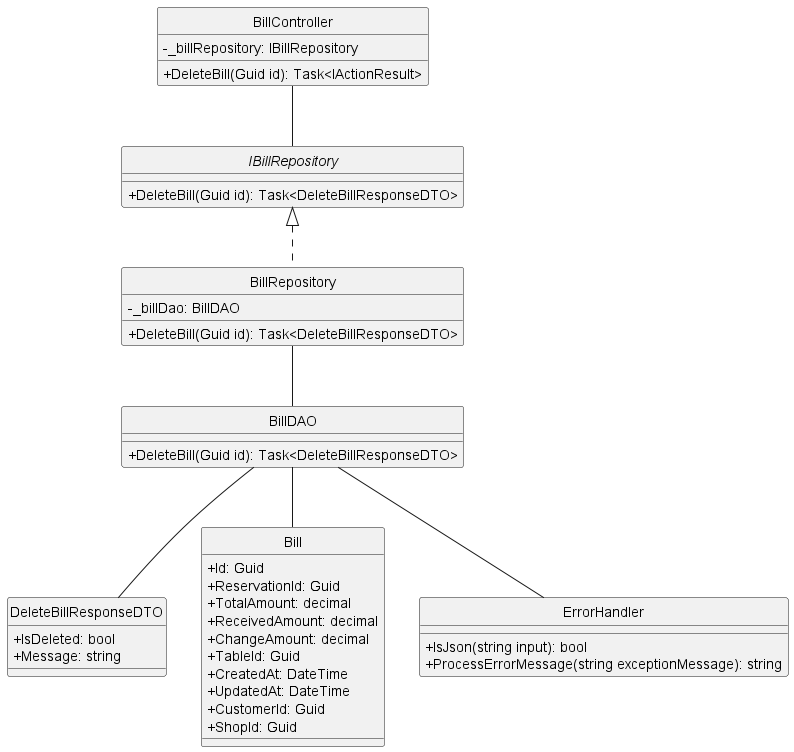 BillController
-_billRepository: IBillRepository
+DeleteBill(Guid id): Task<IActionResult>
IBillRepository
+DeleteBill(Guid id): Task<DeleteBillResponseDTO>
BillRepository
-_billDao: BillDAO
+DeleteBill(Guid id): Task<DeleteBillResponseDTO>
BillDAO
+DeleteBill(Guid id): Task<DeleteBillResponseDTO>
DeleteBillResponseDTO
+IsDeleted: bool
+Message: string
Bill
+Id: Guid
+ReservationId: Guid
+TotalAmount: decimal
+ReceivedAmount: decimal
+ChangeAmount: decimal
+TableId: Guid
+CreatedAt: DateTime
+UpdatedAt: DateTime
+CustomerId: Guid
+ShopId: Guid
ErrorHandler
+IsJson(string input): bool
+ProcessErrorMessage(string exceptionMessage): string